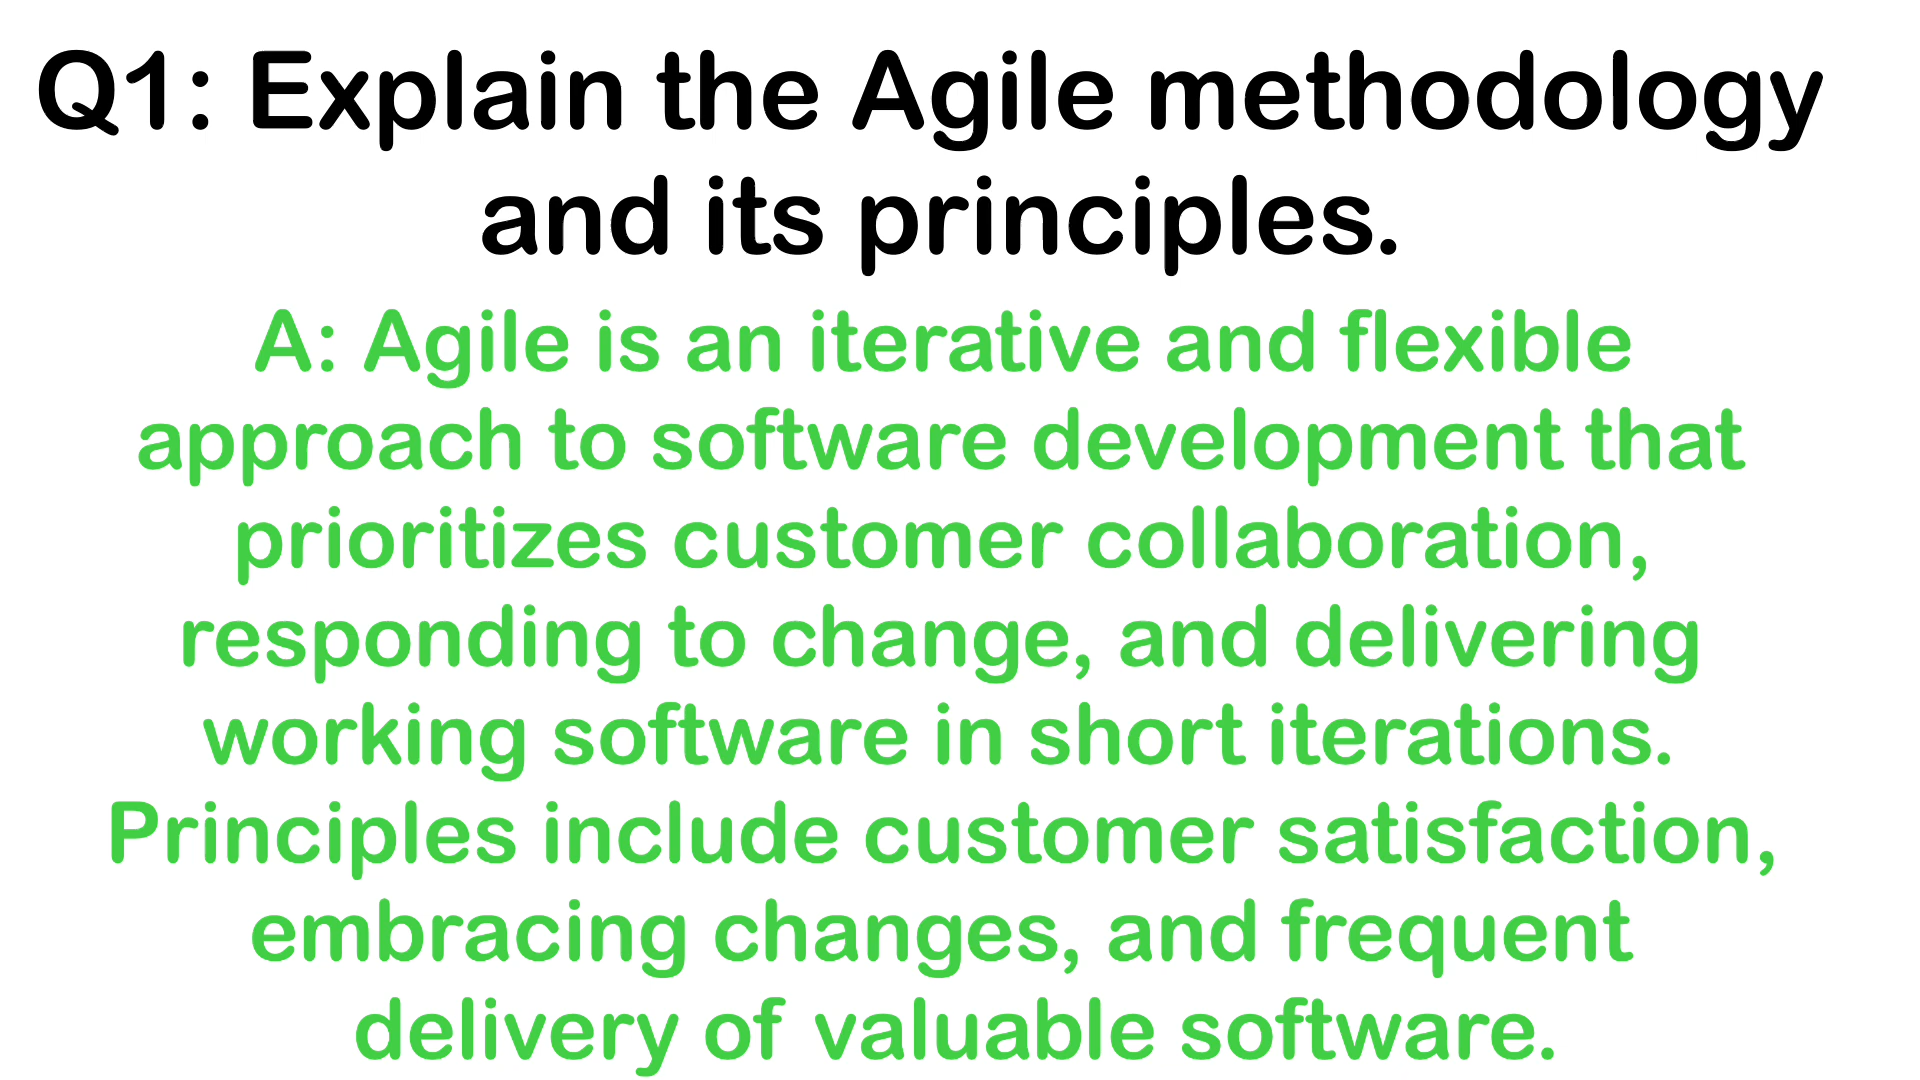 Q1: Explain the Agile methodology
and its principles.
A: Agile is an iterative and flexible
approach to software development that
prioritizes customer collaboration,
responding to change, and delivering
working software in short iterations.
Principles include customer satisfaction,
embracing changes, and frequent
delivery of valuable software.